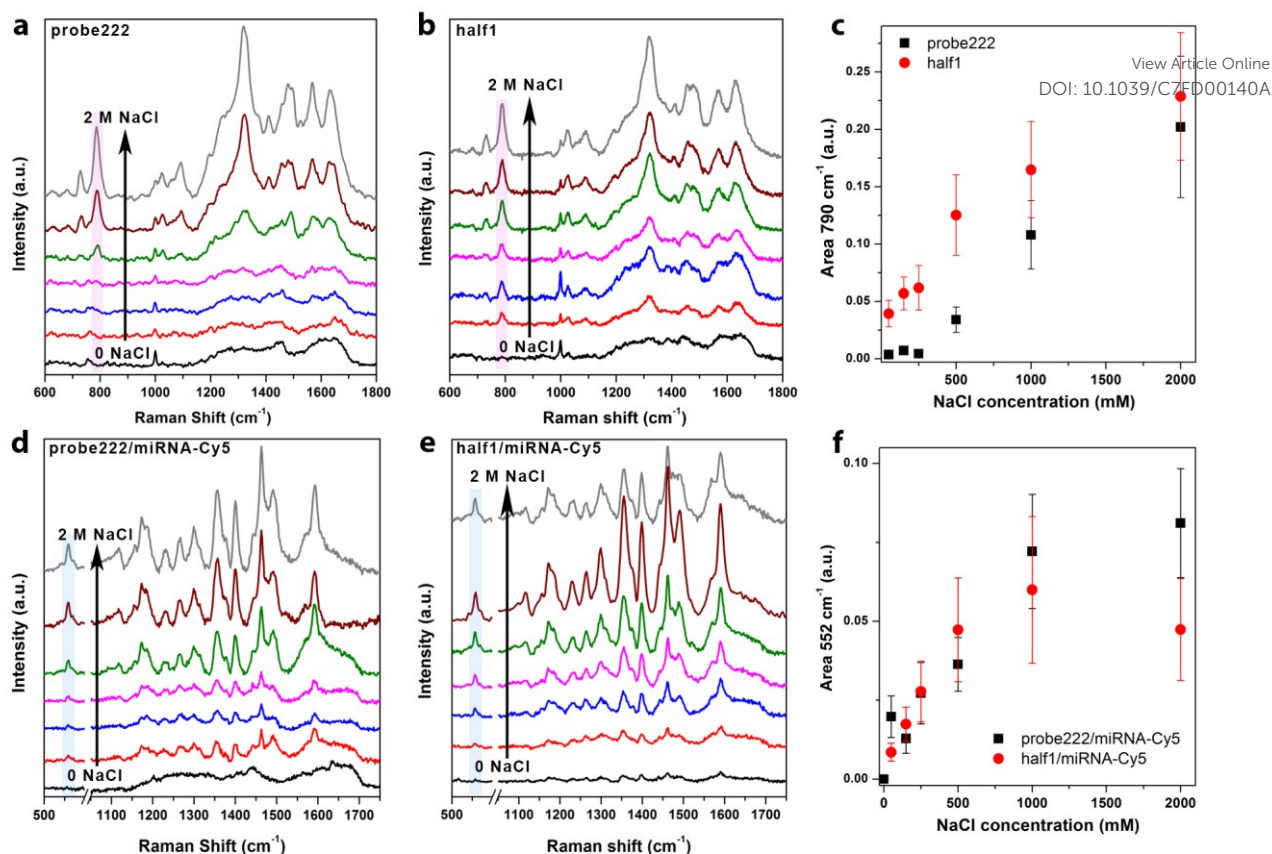 a
probe222
2 M NaCl
0 NaCl
Intensity (a.u.)
600 800 1000 1200 1400 1600 1800
Raman Shift (cm-1)
b
half1
2 M NaCl
0 NaCl
Intensity (a.u.)
600 800 1000 1200 1400 1600 1800
Raman Shift (cm-1)
c
probe222
half1
View Article Online
DOI: 10.1039/C7FD00140A
Area 790 cm-1 (a.u.)
0.25
0.20
0.15
0.10
0.05
0.00
500 1000 1500 2000
NaCl concentration (mM)
d
probe222/miRNA-Cy5
2 M NaCl
0 NaCl
Intensity (a.u.)
500 1100 1200 1300 1400 1500 1600 1700
Raman Shift (cm-1)
e
half1/miRNA-Cy5
2 M NaCl
0 NaCl
Intensity (a.u.)
500 1100 1200 1300 1400 1500 1600 1700
Raman Shift (cm-1)
f
Area 552 cm-1 (a.u.)
0.10
0.05
0.00
probe222/miRNA-Cy5
half1/miRNA-Cy5
0 500 1000 1500 2000
NaCl concentration (mM)